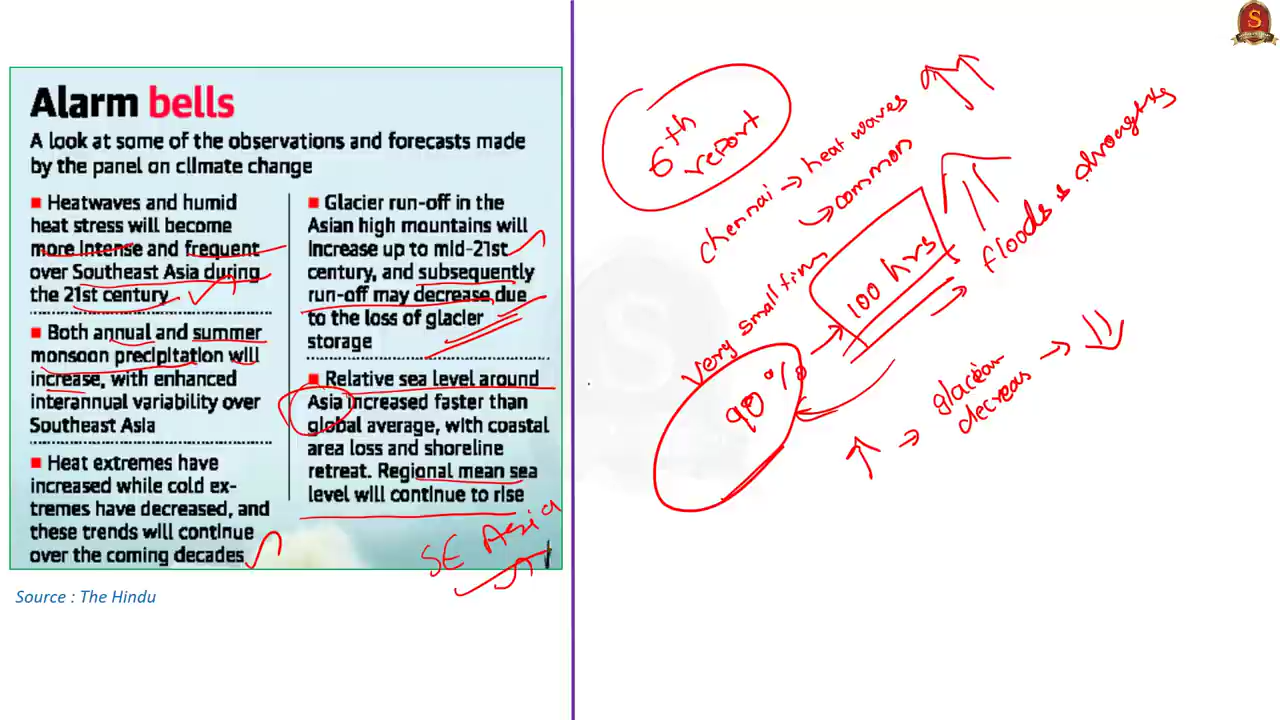 Alarm bells
A look at some of the observations and forecasts made
by the panel on climate change
■ Heatwaves and humid
heat stress will become
more intense and frequent
over Southeast Asia during
the 21st century
■ Both annual and summer
monsoon precipitation will
increase, with enhanced
interannual variability over
Southeast Asia
■ Heat extremes have
increased while cold ex-
tremes have decreased, and
these trends will continue
over the coming decades
■ Glacier run-off in the
Asian high mountains will
increase up to mid-21st
century, and subsequently
run-off may decrease due
to the loss of glacier
storage
■ Relative sea level around
Asia increased faster than
global average, with coastal
area loss and shoreline
retreat. Regional mean sea
level will continue to rise
SE Asia
Source : The Hindu
6th
report
chennai → heat waves
common
very small time
100 hrs
floods & droughts
90%
glacier
decreas
S